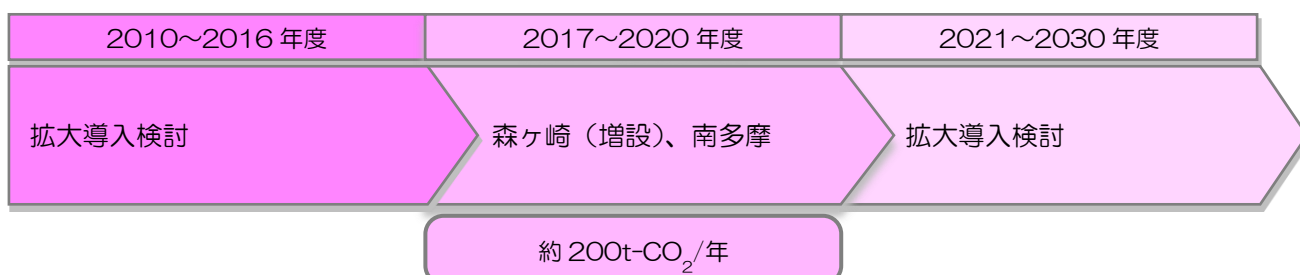 2010～2016 年度
2017～2020 年度
2021～2030 年度
拡大導入検討
森ヶ崎（増設）、南多摩
拡大導入検討
約 200t-CO₂/年